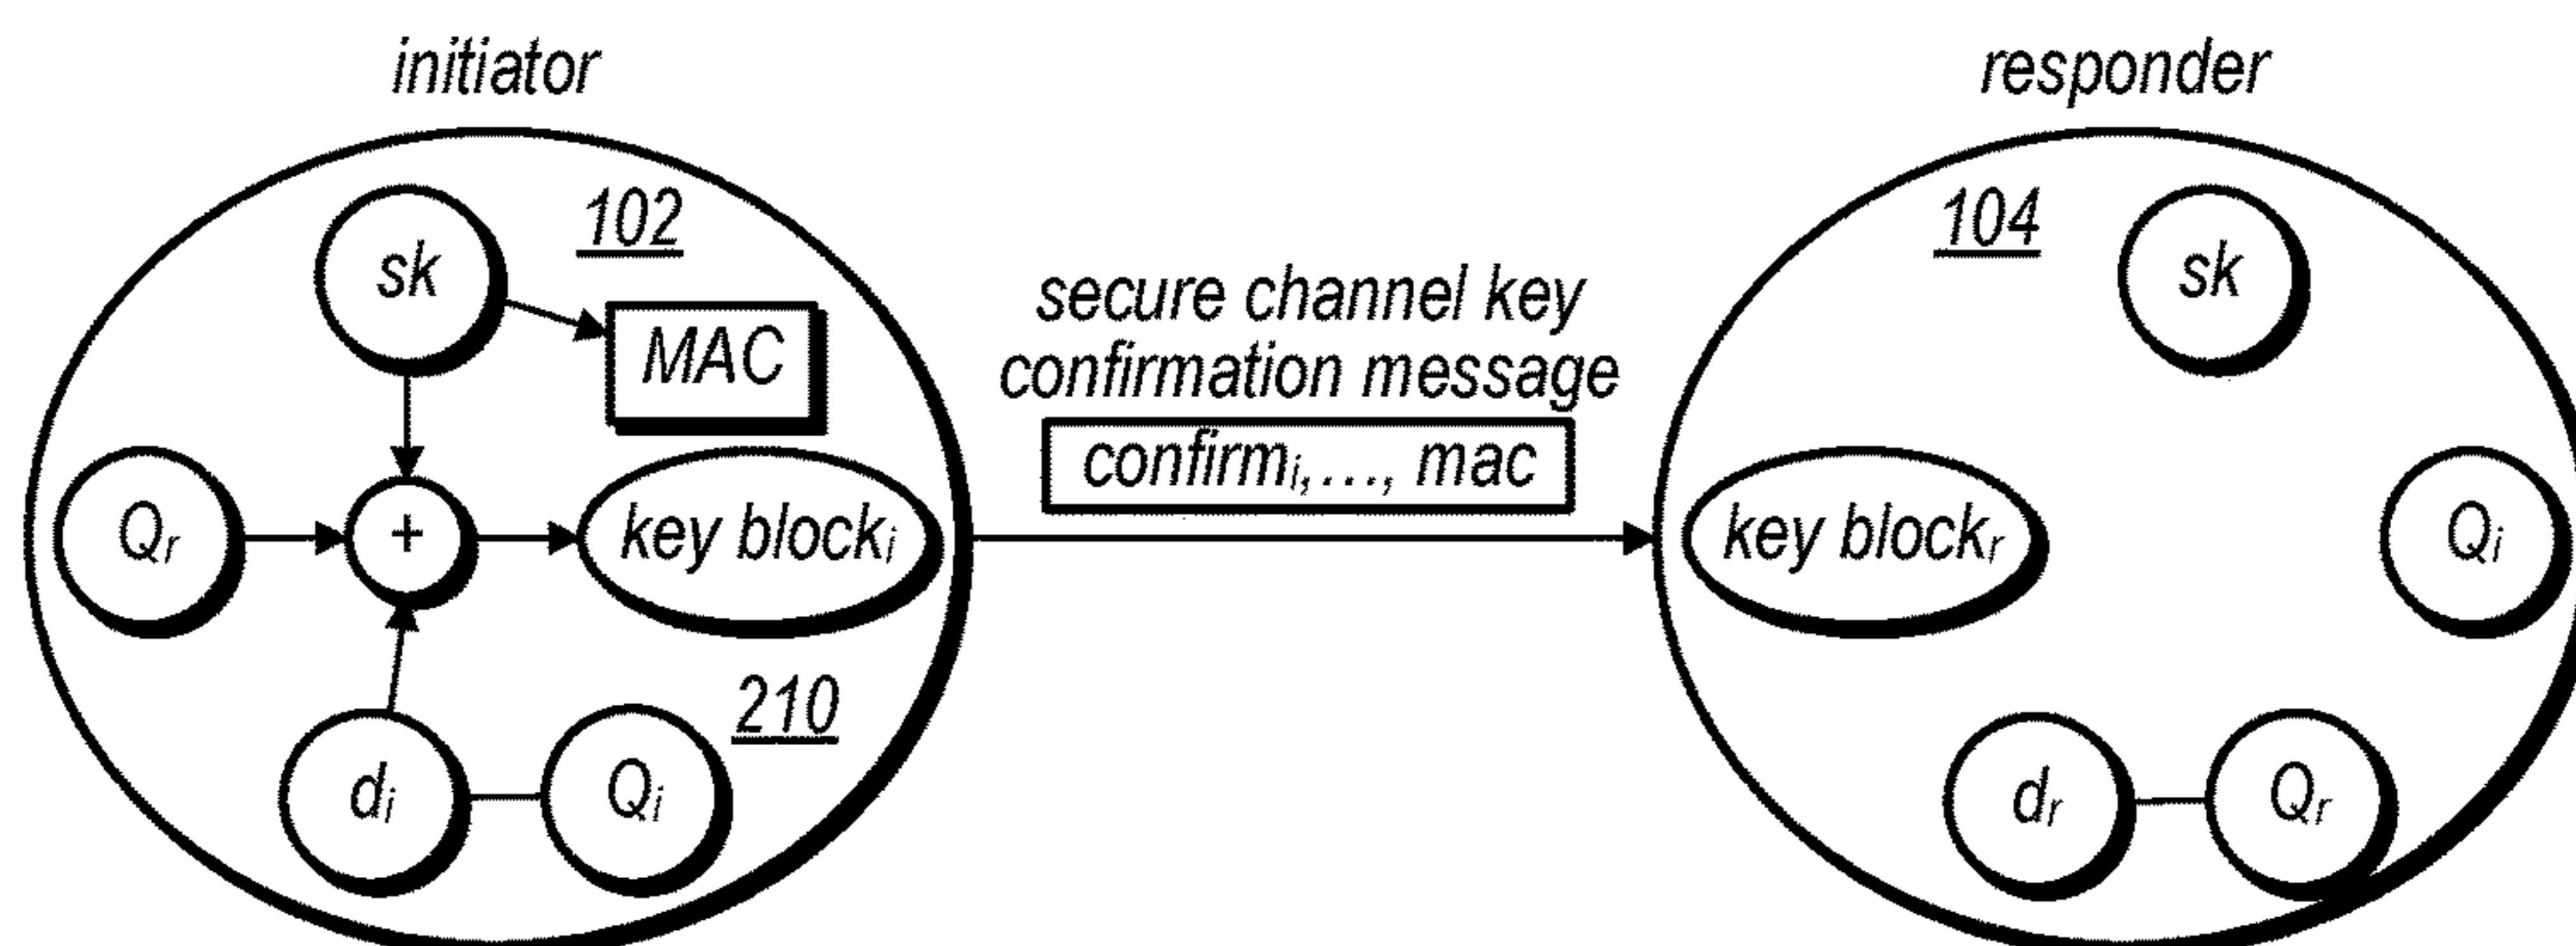 initiator
responder
sk
102
MAC
Qr
+
key blocki
210
di
Qi
secure channel key
confirmation message
confirmi,..., mac
104
sk
key blockr
Qi
dr
Qr